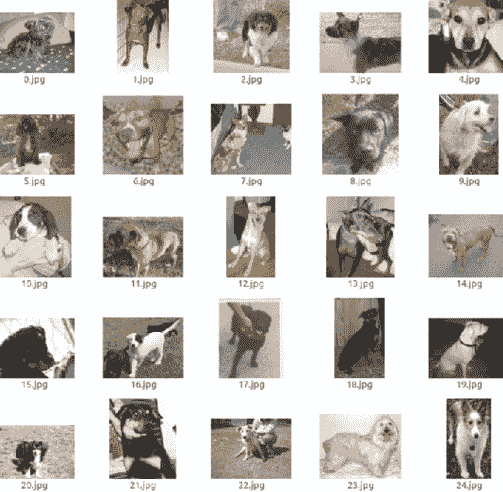 0.jpg 1.jpg 2.jpg 3.jpg 4.jpg
5.jpg 6.jpg 7.jpg 8.jpg 9.jpg
10.jpg 11.jpg 12.jpg 13.jpg 14.jpg
15.jpg 16.jpg 17.jpg 18.jpg 19.jpg
20.jpg 21.jpg 22.jpg 23.jpg 24.jpg